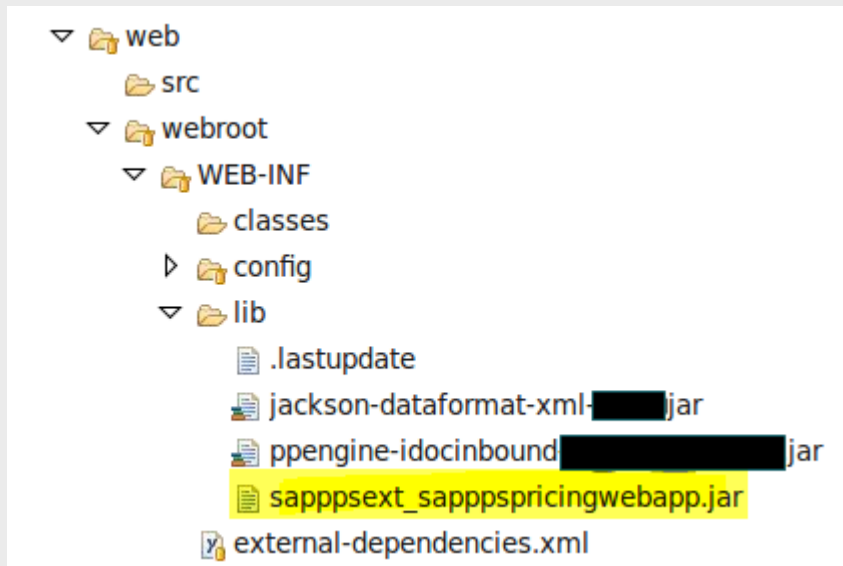 web
src
webroot
WEB-INF
classes
config
lib
.lastupdate
jackson-dataformat-xml- jar
ppengine-idocinbound jar
sapppsext_sapppspricingwebapp.jar
external-dependencies.xml